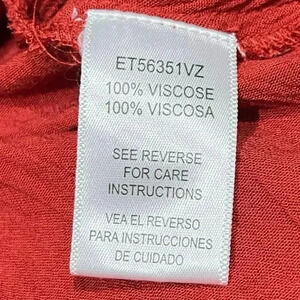 ET56351VZ
100% VISCOSE
100% VISCOSA
SEE REVERSE
FOR CARE
INSTRUCTIONS
VEA EL REVERSO
PARA INSTRUCCIONES
DE CUIDADO